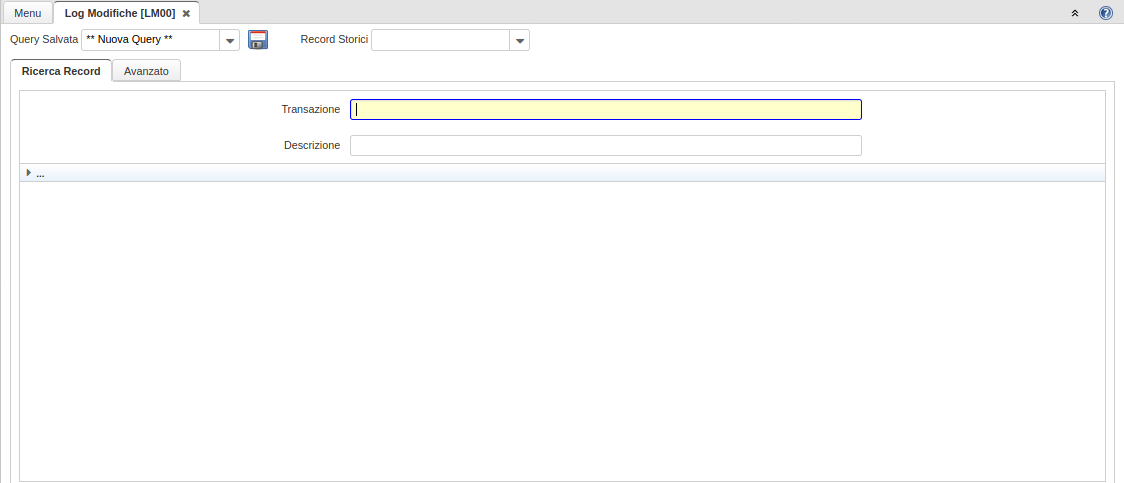 Menu Log Modifiche [LM00]
Query Salvata ** Nuova Query ** Record Storici
Ricerca Record Avanzato
Transazione
Descrizione
...